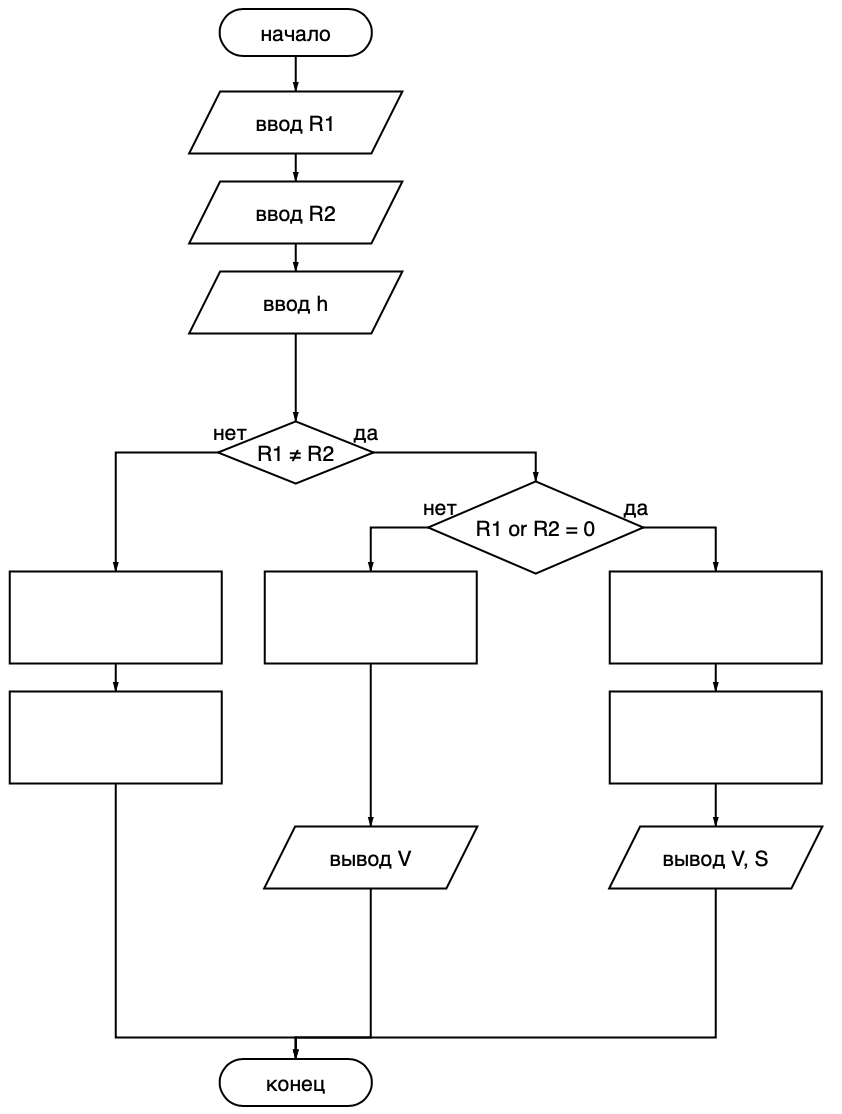 начало
ввод R1
ввод R2
ввод h
нет
да
R1 ≠ R2
нет
да
R1 or R2 = 0
вывод V
вывод V, S
конец